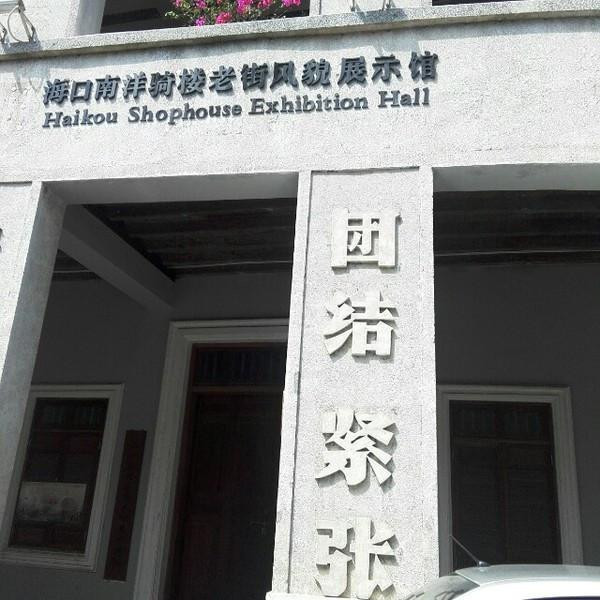 海口南洋骑楼老街风貌展示馆
Haikou Shophouse Exhibition Hall
团结 紧张